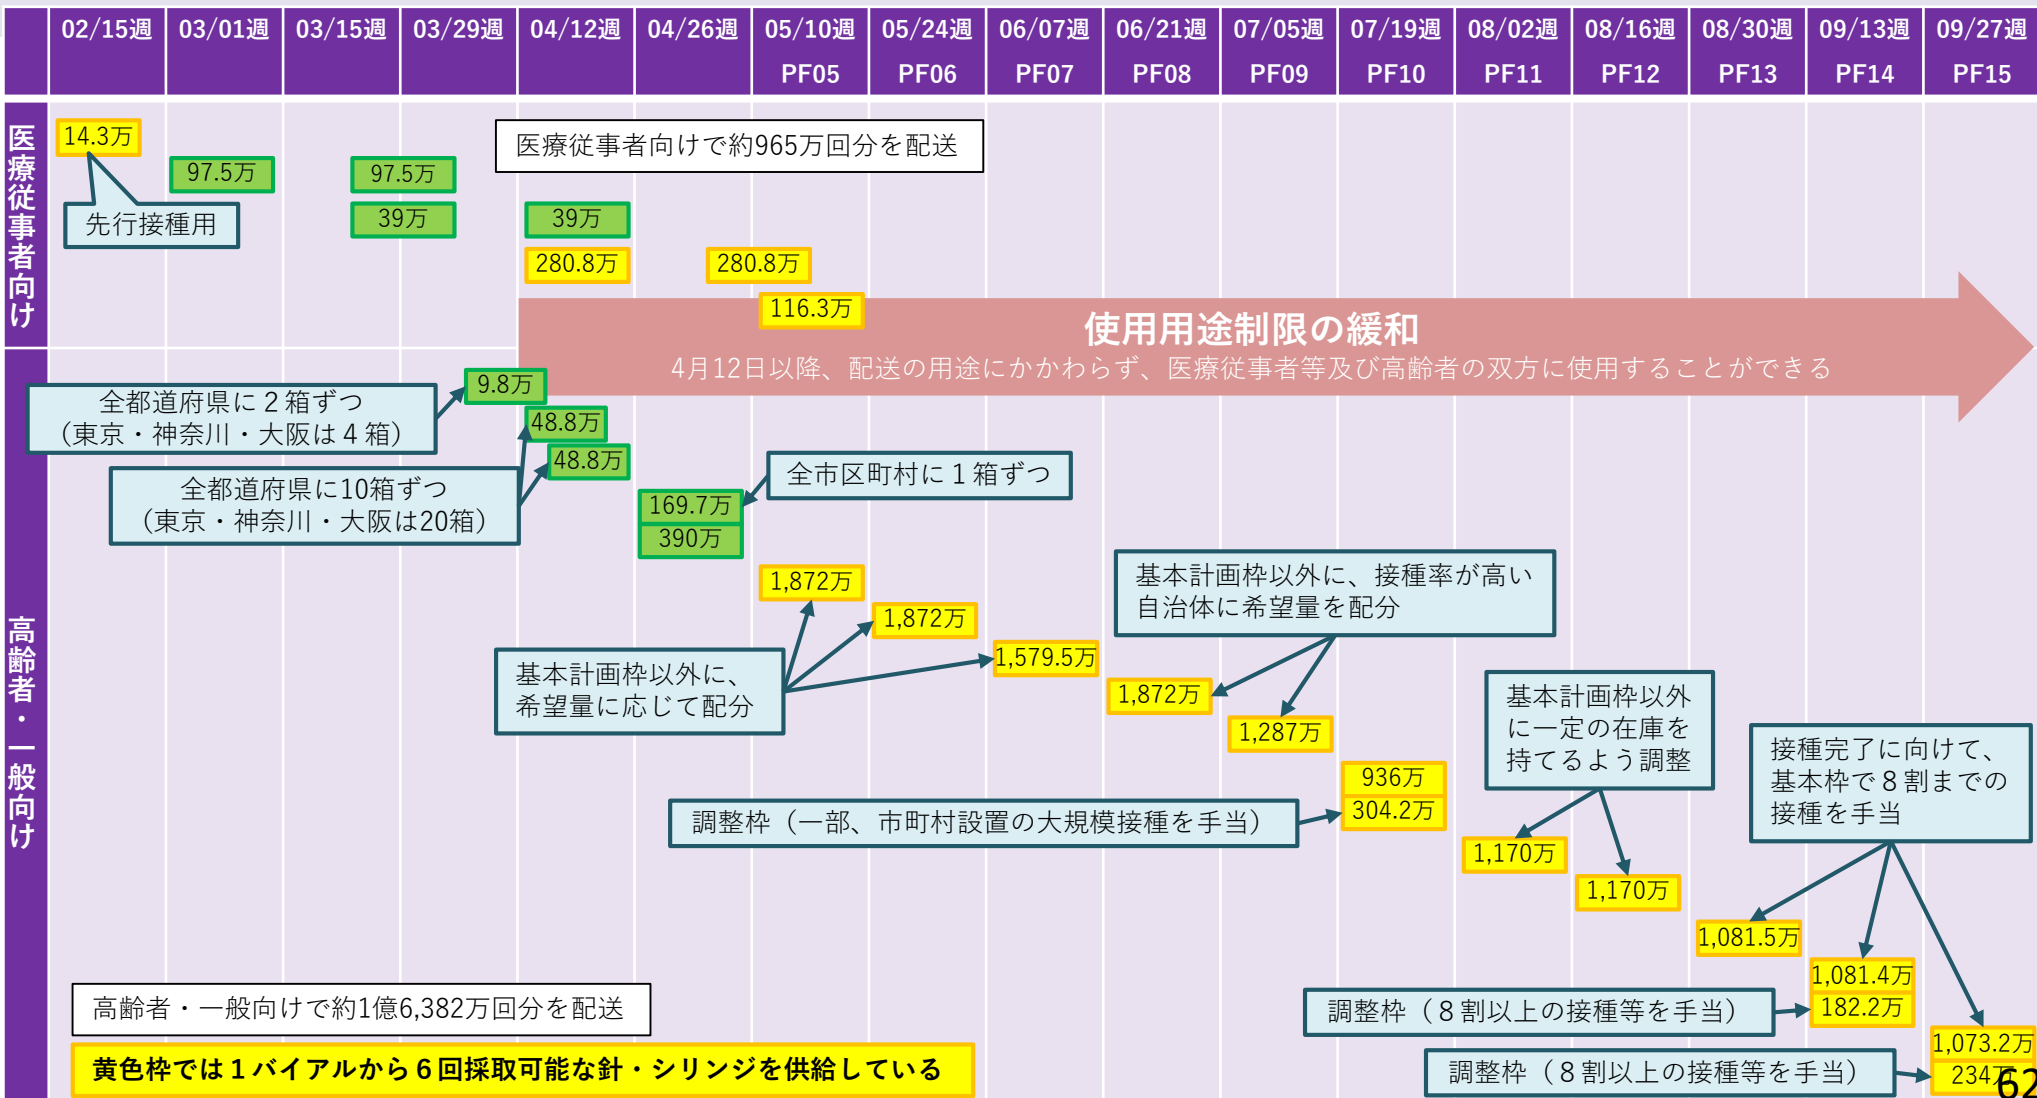 02/15週 03/01週 03/15週 03/29週 04/12週 04/26週 05/10週 05/24週 06/07週 06/21週 07/05週 07/19週 08/02週 08/16週 08/30週 09/13週 09/27週
PF05 PF06 PF07 PF08 PF09 PF10 PF11 PF12 PF13 PF14 PF15
医療従事者向け
14.3万
先行接種用
97.5万
97.5万
39万
医療従事者向けで約965万回分を配送
39万
280.8万
280.8万
116.3万
使用用途制限の緩和
4月12日以降、配送の用途にかかわらず、医療従事者等及び高齢者の双方に使用することができる
高齢者・一般向け
全都道府県に２箱ずつ
（東京・神奈川・大阪は４箱）
9.8万
全都道府県に10箱ずつ
（東京・神奈川・大阪は20箱）
48.8万
48.8万
全市区町村に１箱ずつ
169.7万
390万
基本計画枠以外に、
希望量に応じて配分
1,872万
1,872万
1,579.5万
基本計画枠以外に、接種率が高い
自治体に希望量を配分
1,872万
1,287万
調整枠（一部、市町村設置の大規模接種を手当）
936万
304.2万
基本計画枠以外
に一定の在庫を
持てるよう調整
1,170万
1,170万
接種完了に向けて、
基本枠で８割までの
接種を手当
1,081.5万
1,081.4万
調整枠（８割以上の接種等を手当）
182.2万
1,073.2万
調整枠（８割以上の接種等を手当）
234万
高齢者・一般向けで約1億6,382万回分を配送
黄色枠では１バイアルから６回採取可能な針・シリンジを供給している
62